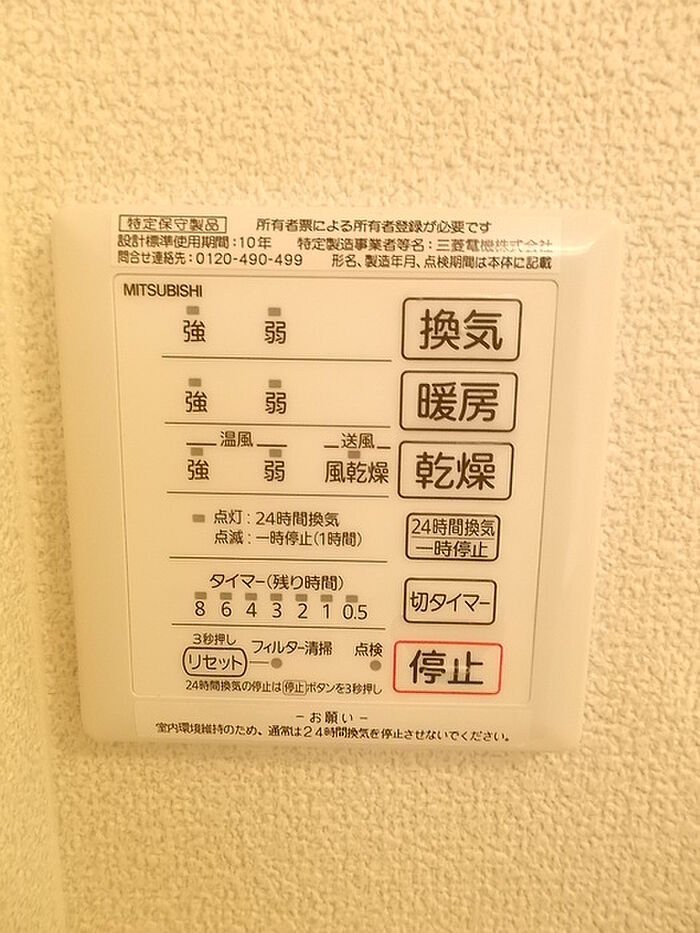 特定保守製品 所有者票による所有者登録が必要です
設計標準使用期間:10年 特定製造事業者等名:三菱電機株式会社
問合せ連絡先:0120-490-499 形名、製造年月、点検期間は本体に記載
MITSUBISHI
強 弱 換気
強 弱 暖房
温風 送風
強 弱 風乾燥 乾燥
点灯:24時間換気
点滅:一時停止(1時間)
24時間換気
一時停止
タイマー(残り時間)
8 6 4 3 2 1 0.5
切タイマー
3秒押し
リセット フィルター清掃 点検
停止
24時間換気の停止は停止ボタンを3秒押し
-お願い-
室内環境維持のため、通常は24時間換気を停止させないでください。